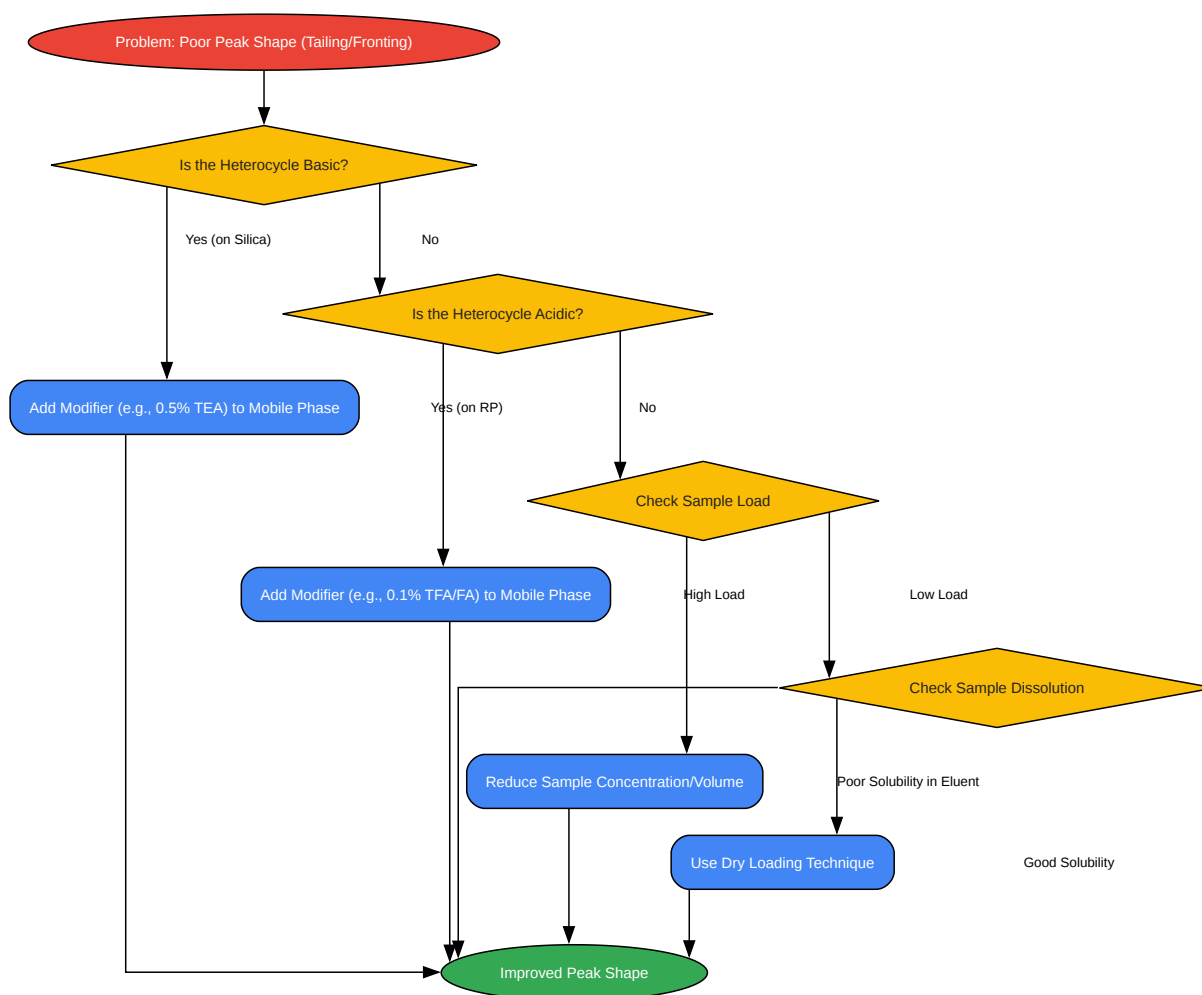 Problem: Poor Peak Shape (Tailing/Fronting)
Is the Heterocycle Basic?
Yes (on Silica)
No
Is the Heterocycle Acidic?
Add Modifier (e.g., 0.5% TEA) to Mobile Phase
Yes (on RP)
No
Check Sample Load
Add Modifier (e.g., 0.1% TFA/FA) to Mobile Phase
High Load
Low Load
Check Sample Dissolution
Reduce Sample Concentration/Volume
Poor Solubility in Eluent
Use Dry Loading Technique
Good Solubility
Improved Peak Shape